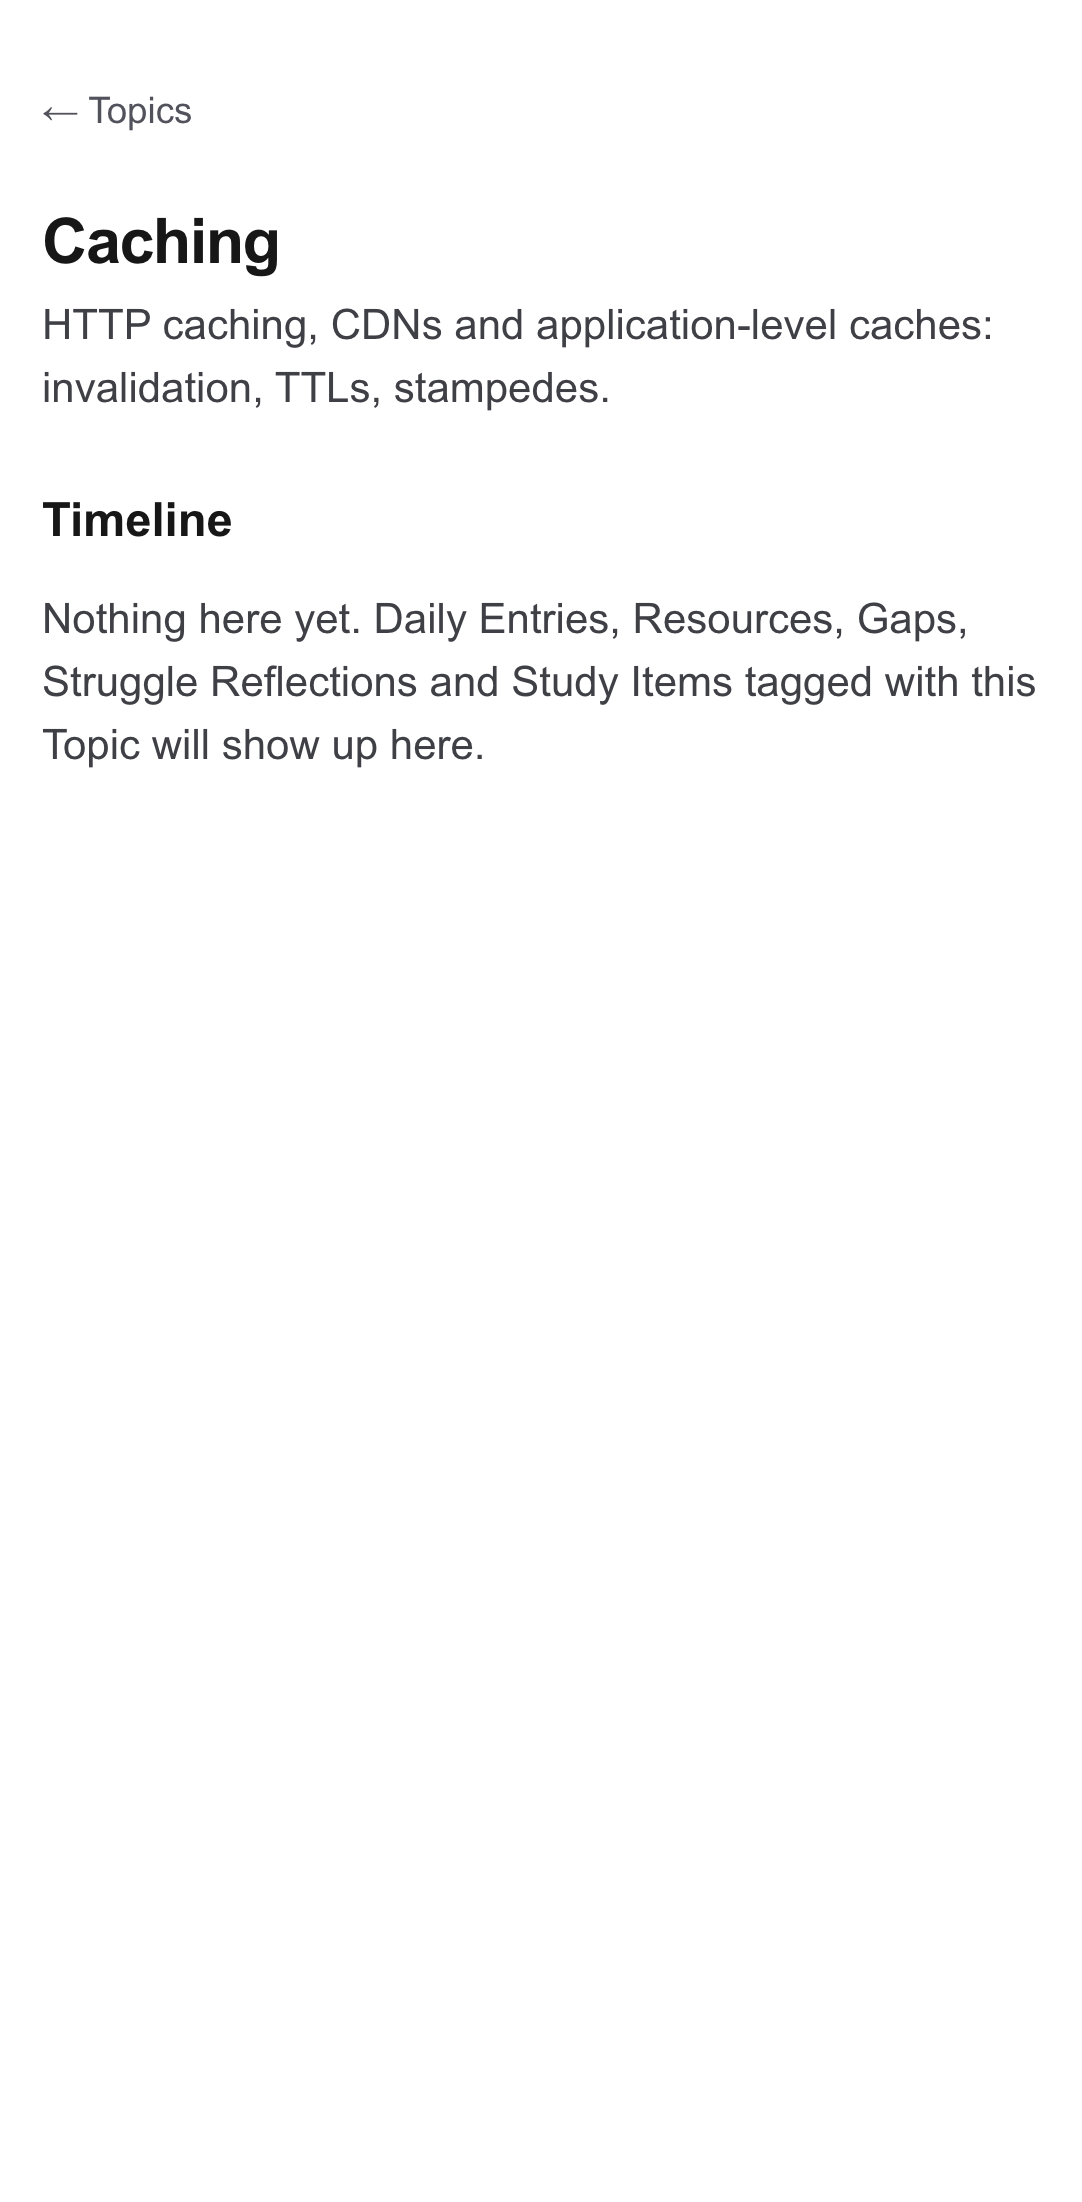 ← Topics
Caching
HTTP caching, CDNs and application-level caches:
invalidation, TTLs, stampedes.
Timeline
Nothing here yet. Daily Entries, Resources, Gaps,
Struggle Reflections and Study Items tagged with this
Topic will show up here.